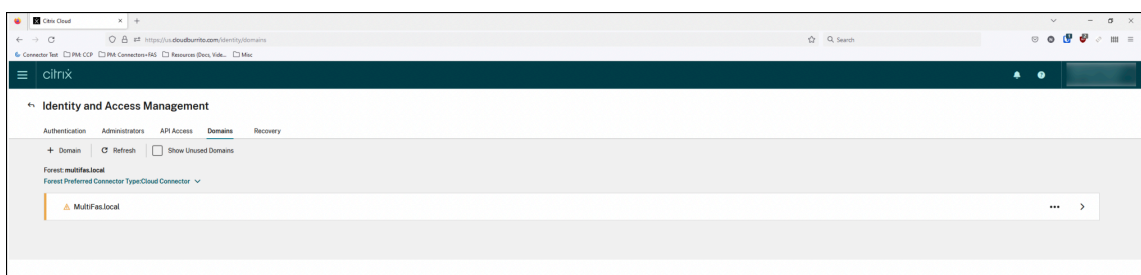 Citrix Cloud
https://us.cloudburrito.com/identity/domains
Search
Connector Test PM: CCP PM: Connectors+FAS Resources (Docs, Vide... Misc
citrix
Identity and Access Management
Authentication Administrators API Access Domains Recovery
+ Domain Refresh Show Unused Domains
Forest: multifas.local
Forest Preferred Connector Type:Cloud Connector
MultiFas.local